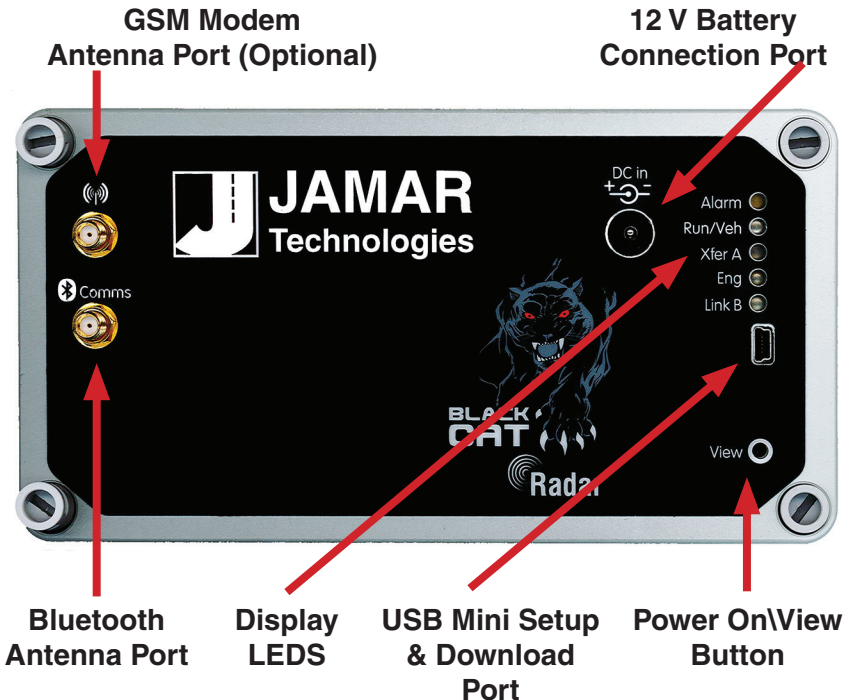 GSM Modem
Antenna Port (Optional)
12 V Battery
Connection Port
JAMAR
Technologies
DC in
+ -
Alarm
Run/Veh
Xfer A
Eng
Link B
Comms
BLACK
CAT
Radar
View
Bluetooth
Antenna Port
Display
LEDS
USB Mini Setup
& Download
Port
Power On\View
Button